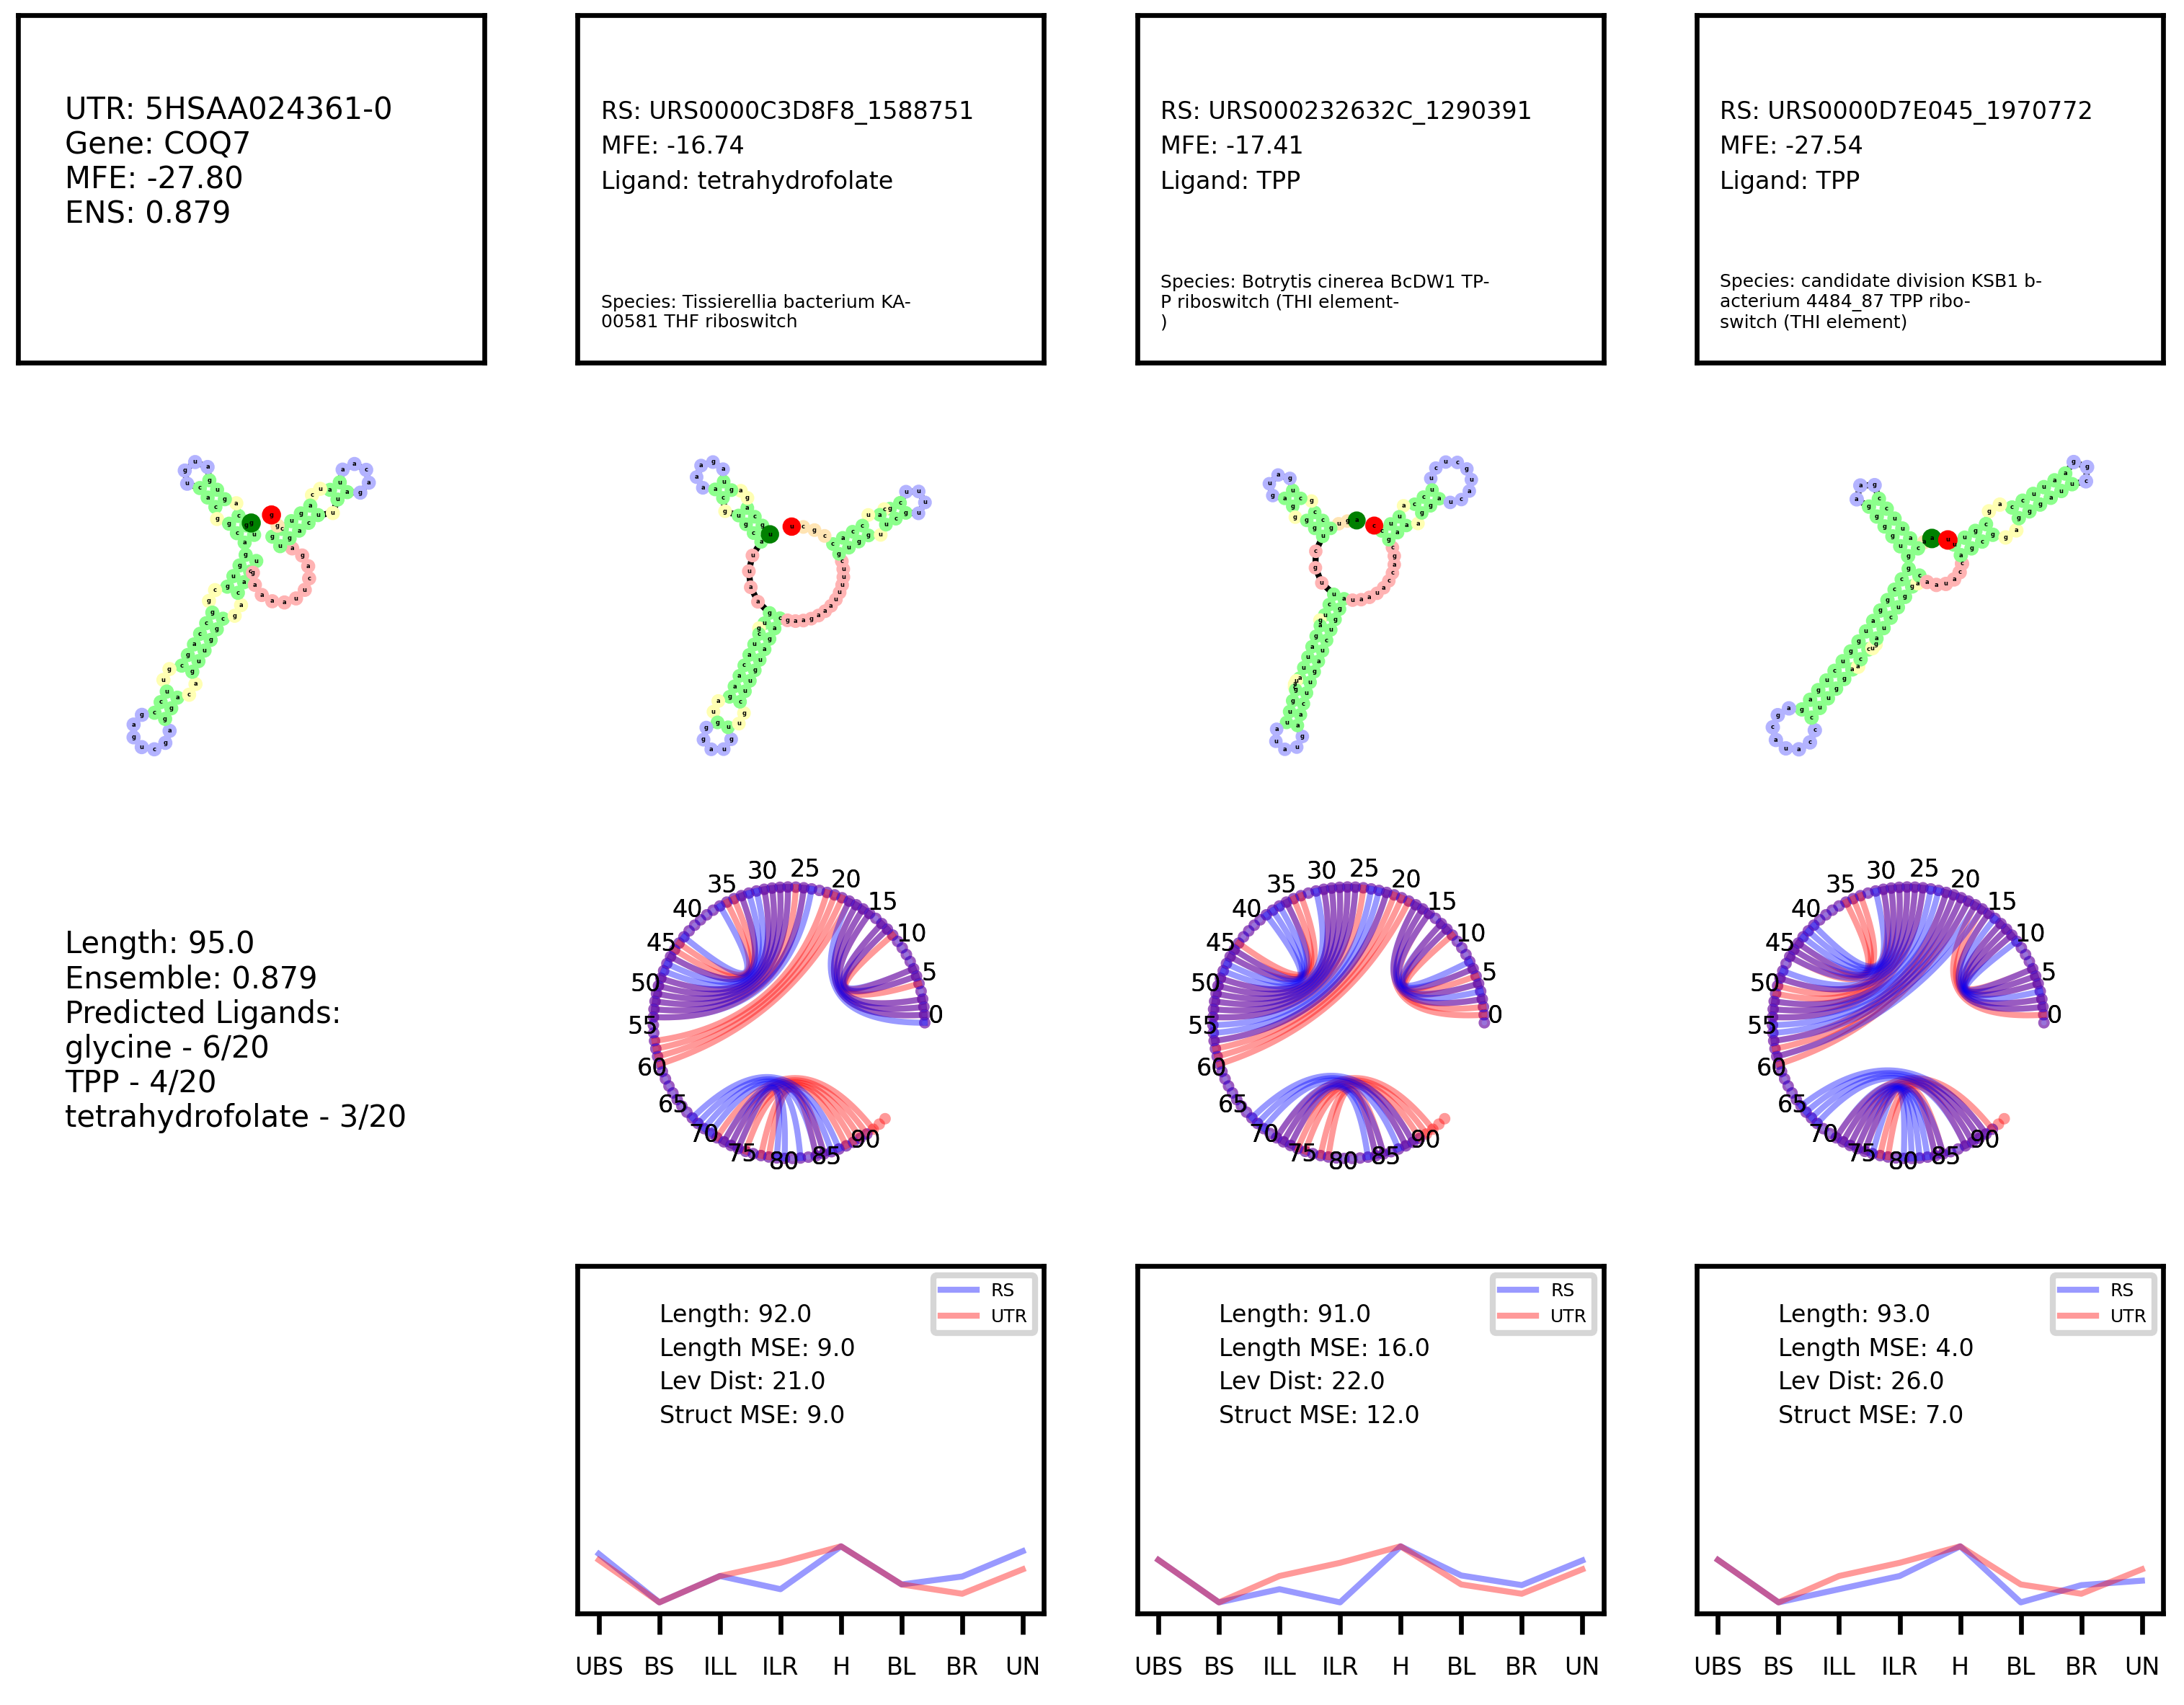 UTR: 5HSAA024361-0
Gene: COQ7
MFE: -27.80
ENS: 0.879
RS: URS0000C3D8F8_1588751
MFE: -16.74
Ligand: tetrahydrofolate
Species: Tissierellia bacterium KA-
00581 THF riboswitch
RS: URS000232632C_1290391
MFE: -17.41
Ligand: TPP
Species: Botrytis cinerea BcDW1 TP-
P riboswitch (THI element-
)
RS: URS0000D7E045_1970772
MFE: -27.54
Ligand: TPP
Species: candidate division KSB1 b-
acterium 4484_87 TPP ribo-
switch (THI element)
Length: 95.0
Ensemble: 0.879
Predicted Ligands:
glycine - 6/20
TPP - 4/20
tetrahydrofolate - 3/20
0
5
10
15
20
25
30
35
40
45
50
55
60
65
70
75
80
85
90
0
5
10
15
20
25
30
35
40
45
50
55
60
65
70
75
80
85
90
0
5
10
15
20
25
30
35
40
45
50
55
60
65
70
75
80
85
90
RS
UTR
Length: 92.0
Length MSE: 9.0
Lev Dist: 21.0
Struct MSE: 9.0
UBS BS ILL ILR H BL BR UN
RS
UTR
Length: 91.0
Length MSE: 16.0
Lev Dist: 22.0
Struct MSE: 12.0
UBS BS ILL ILR H BL BR UN
RS
UTR
Length: 93.0
Length MSE: 4.0
Lev Dist: 26.0
Struct MSE: 7.0
UBS BS ILL ILR H BL BR UN